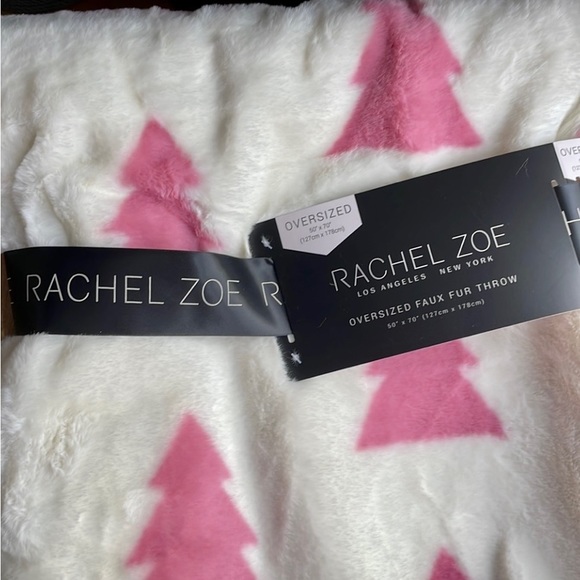 OVERSIZED
50" x 70"
(127cm x 178cm)
RACHEL ZOE
LOS ANGELES NEW YORK
OVERSIZED FAUX FUR THROW
50" x 70" (127cm x 178cm)
E RACHEL ZOE R
OVE
H